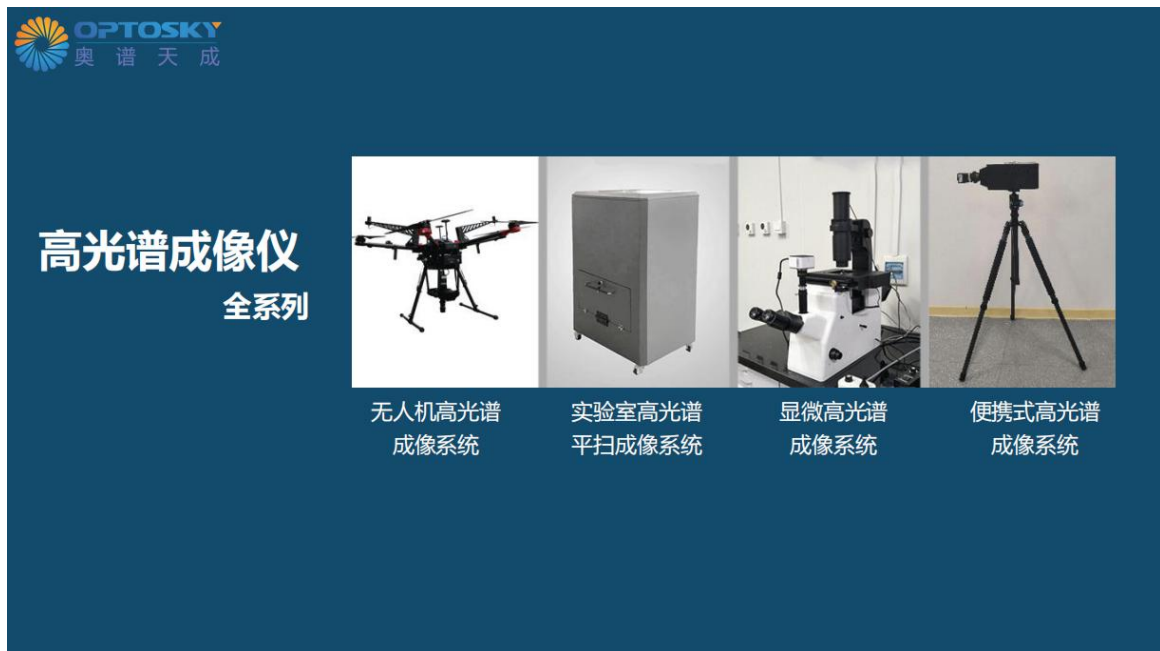 OPTOSKY
奥谱天成
高光谱成像仪
全系列
无人机高光谱
成像系统
实验室高光谱
平扫成像系统
显微高光谱
成像系统
便携式高光谱
成像系统